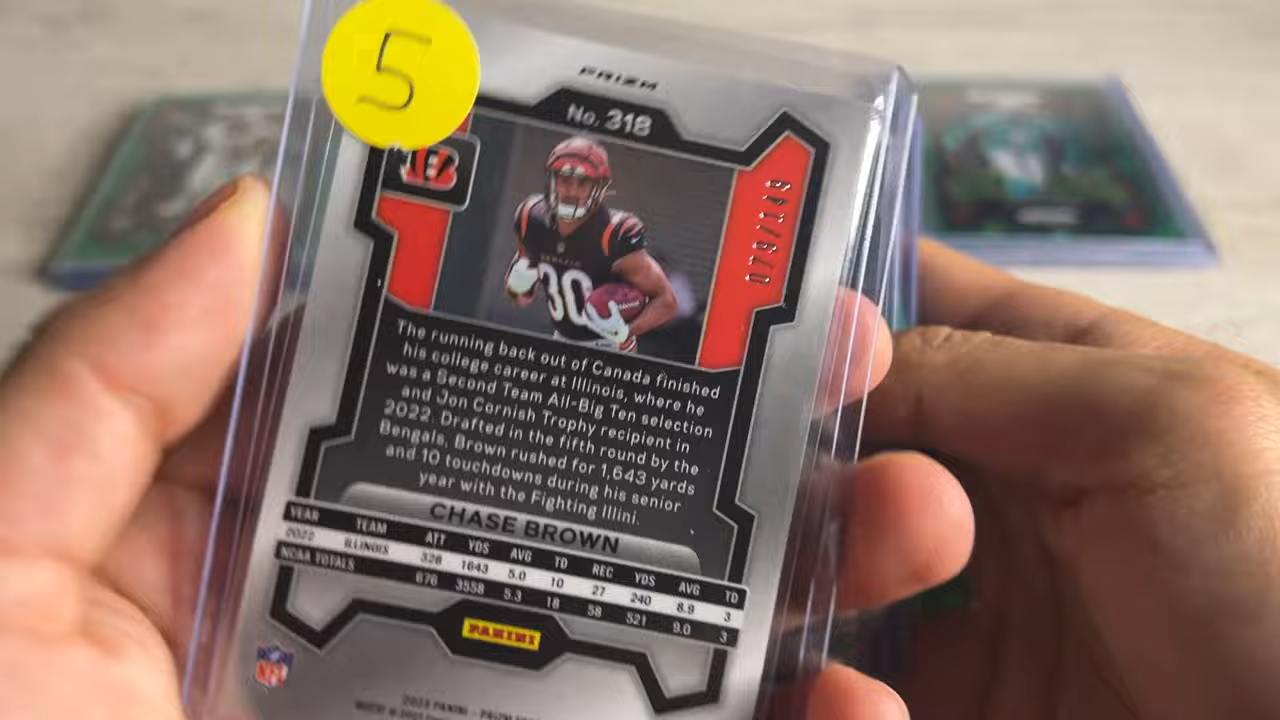 5
PRIZM
No. 318
079/149
30
The running back out of Canada finished
his college career at Illinois, where he
was a Second Team All-Big Ten selection
and Jon Cornish Trophy recipient in
2022. Drafted in the fifth round by the
Bengals, Brown rushed for 1,643 yards
and 10 touchdowns during his senior
year with the Fighting Illini.
CHASE BROWN
YEAR TEAM ATT YDS AVG TD REC YDS AVG TD
2022 ILLINOIS 328 1643 5.0 10 27 240 8.9 3
NCAA TOTALS 676 3558 5.3 18 58 521 9.0 3
PANINI
NFL
2023 PANINI - PRIZM